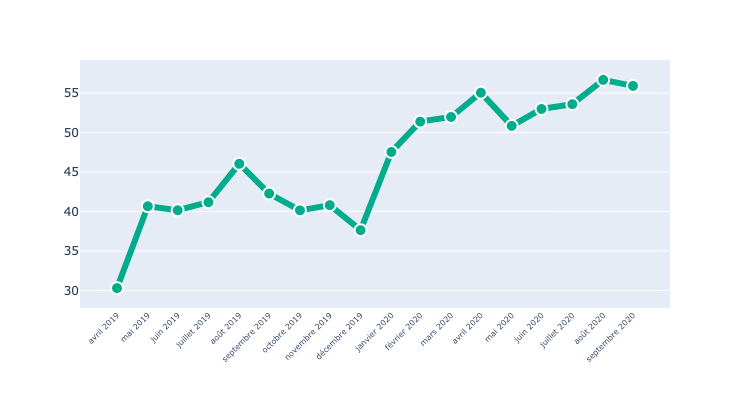 55
50
45
40
35
30
avril 2019
mai 2019
juin 2019
juillet 2019
août 2019
septembre 2019
octobre 2019
novembre 2019
décembre 2019
janvier 2020
février 2020
mars 2020
avril 2020
mai 2020
juin 2020
juillet 2020
août 2020
septembre 2020